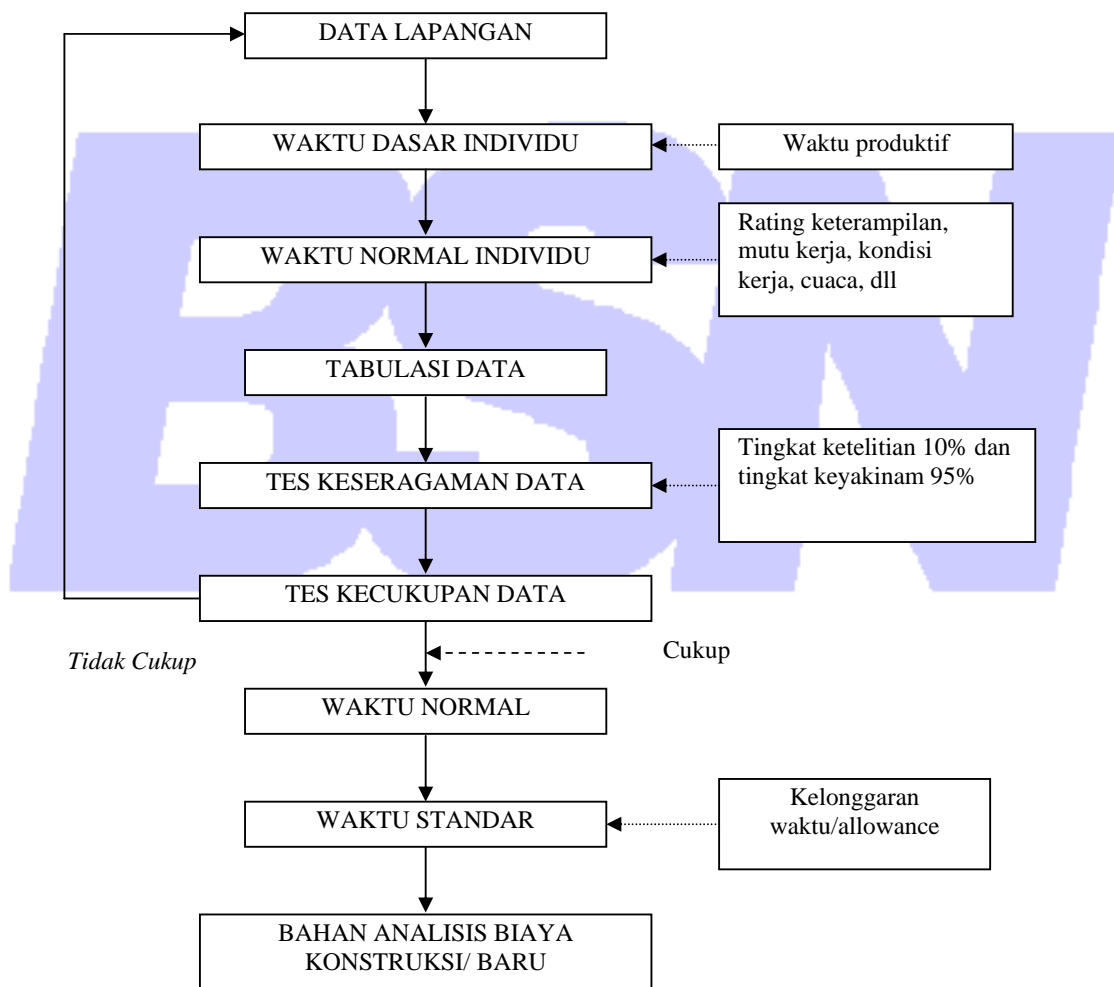 DATA LAPANGAN
WAKTU DASAR INDIVIDU
Waktu produktif
WAKTU NORMAL INDIVIDU
Rating keterampilan,
mutu kerja, kondisi
kerja, cuaca, dll
TABULASI DATA
TES KESERAGAMAN DATA
Tingkat ketelitian 10% dan
tingkat keyakinam 95%
TES KECUKUPAN DATA
Tidak Cukup
Cukup
WAKTU NORMAL
WAKTU STANDAR
Kelonggaran
waktu/allowance
BAHAN ANALISIS BIAYA
KONSTRUKSI/ BARU
BSN